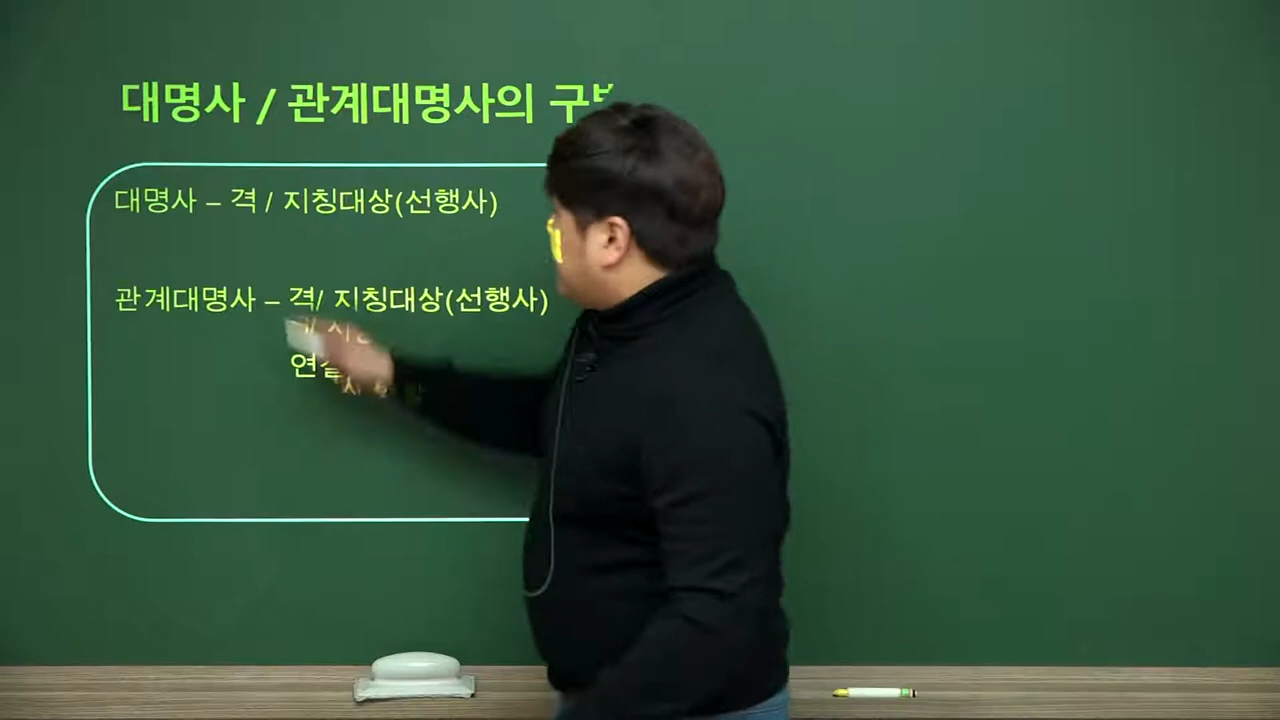 대명사 / 관계대명사의
대명사 – 격 / 지칭대상(선행사)
관계대명사 – 격/ 지칭대상(선행사)